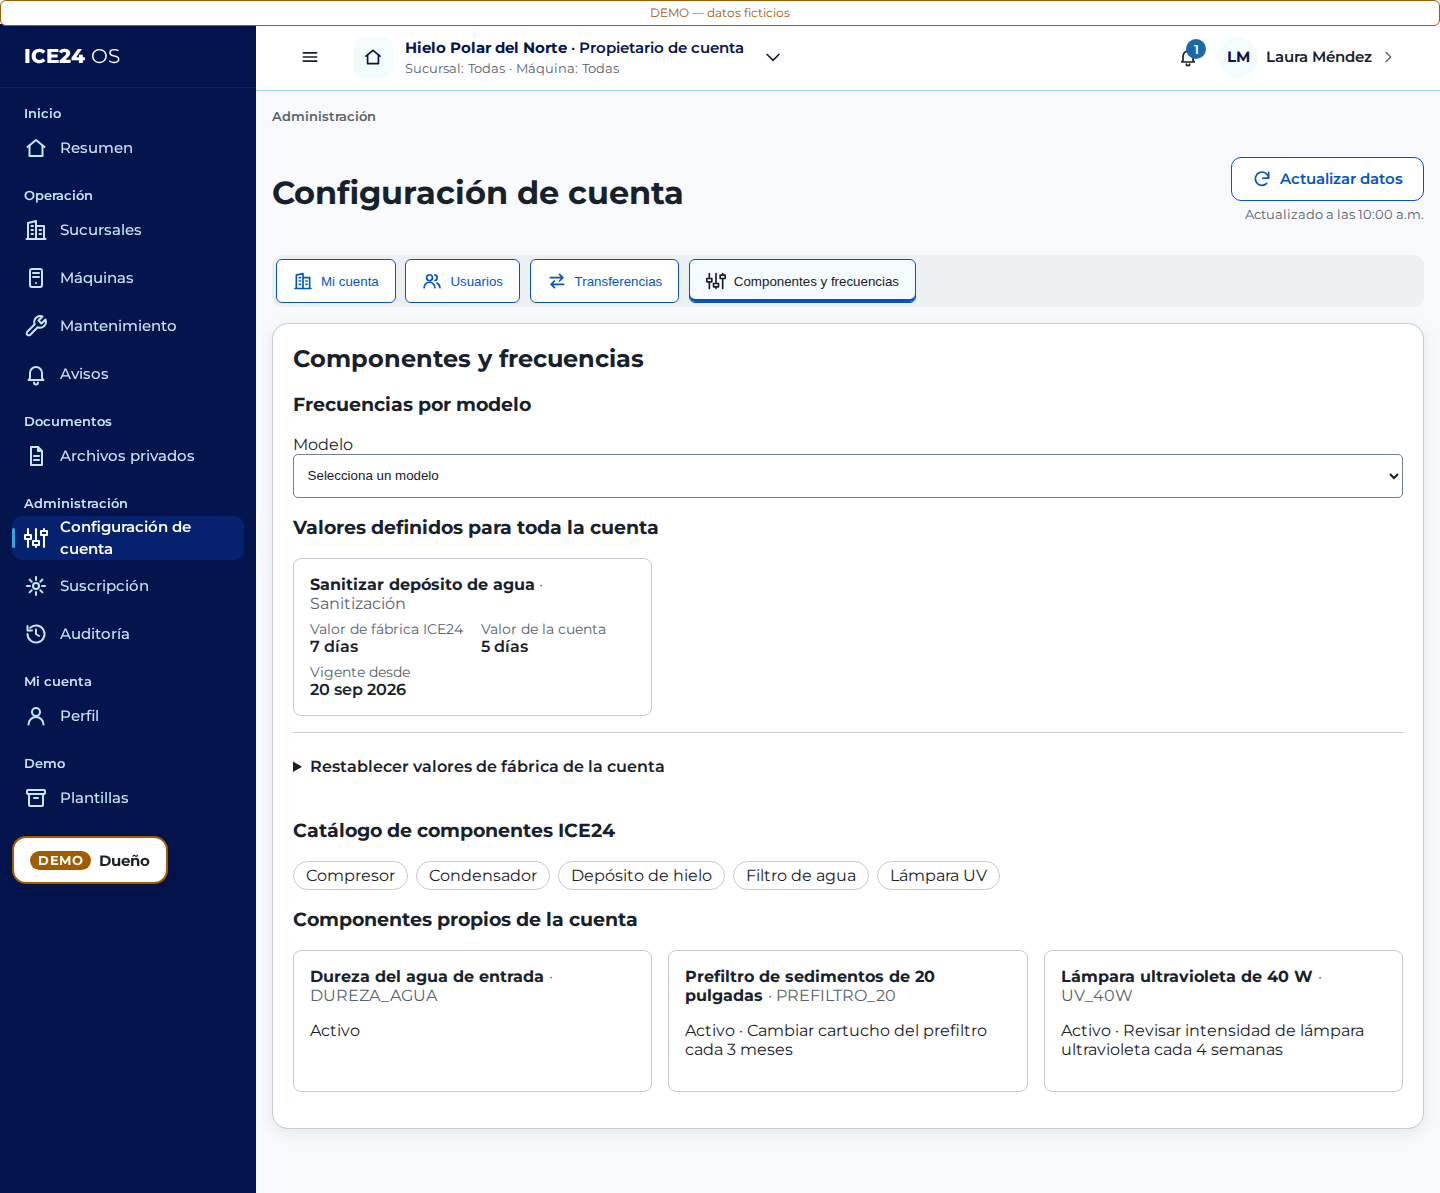 DEMO — datos ficticios
ICE24 OS
Inicio
Resumen
Operación
Sucursales
Máquinas
Mantenimiento
Avisos
Documentos
Archivos privados
Administración
Configuración de
cuenta
Suscripción
Auditoría
Mi cuenta
Perfil
Demo
Plantillas
DEMO Dueño
Hielo Polar del Norte · Propietario de cuenta
Sucursal: Todas · Máquina: Todas
1
LM Laura Méndez
Administración
Configuración de cuenta
Actualizar datos
Actualizado a las 10:00 a.m.
Mi cuenta
Usuarios
Transferencias
Componentes y frecuencias
Componentes y frecuencias
Frecuencias por modelo
Modelo
Selecciona un modelo
Valores definidos para toda la cuenta
Sanitizar depósito de agua ·
Sanitización
Valor de fábrica ICE24 Valor de la cuenta
7 días 5 días
Vigente desde
20 sep 2026
Restablecer valores de fábrica de la cuenta
Catálogo de componentes ICE24
Compresor
Condensador
Depósito de hielo
Filtro de agua
Lámpara UV
Componentes propios de la cuenta
Dureza del agua de entrada ·
DUREZA_AGUA
Activo
Prefiltro de sedimentos de 20
pulgadas · PREFILTRO_20
Activo · Cambiar cartucho del prefiltro
cada 3 meses
Lámpara ultravioleta de 40 W ·
UV_40W
Activo · Revisar intensidad de lámpara
ultravioleta cada 4 semanas